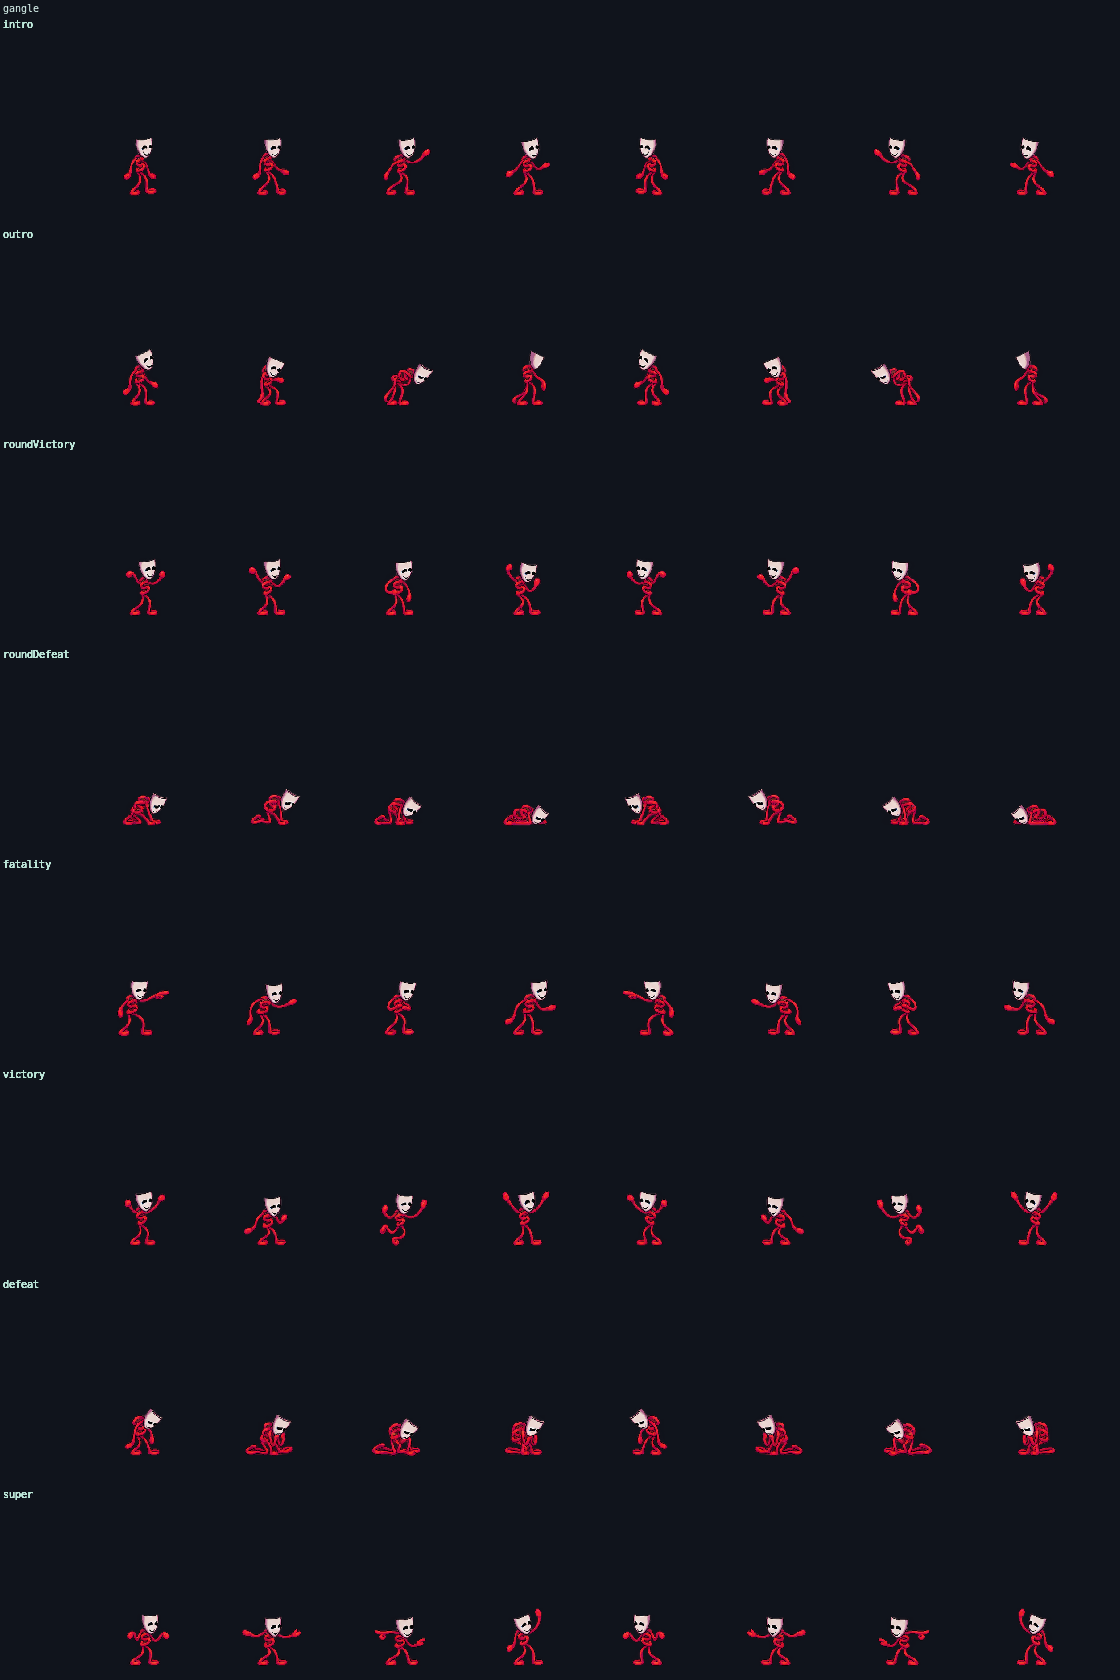 gangle
intro
outro
roundVictory
roundDefeat
fatality
victory
defeat
super